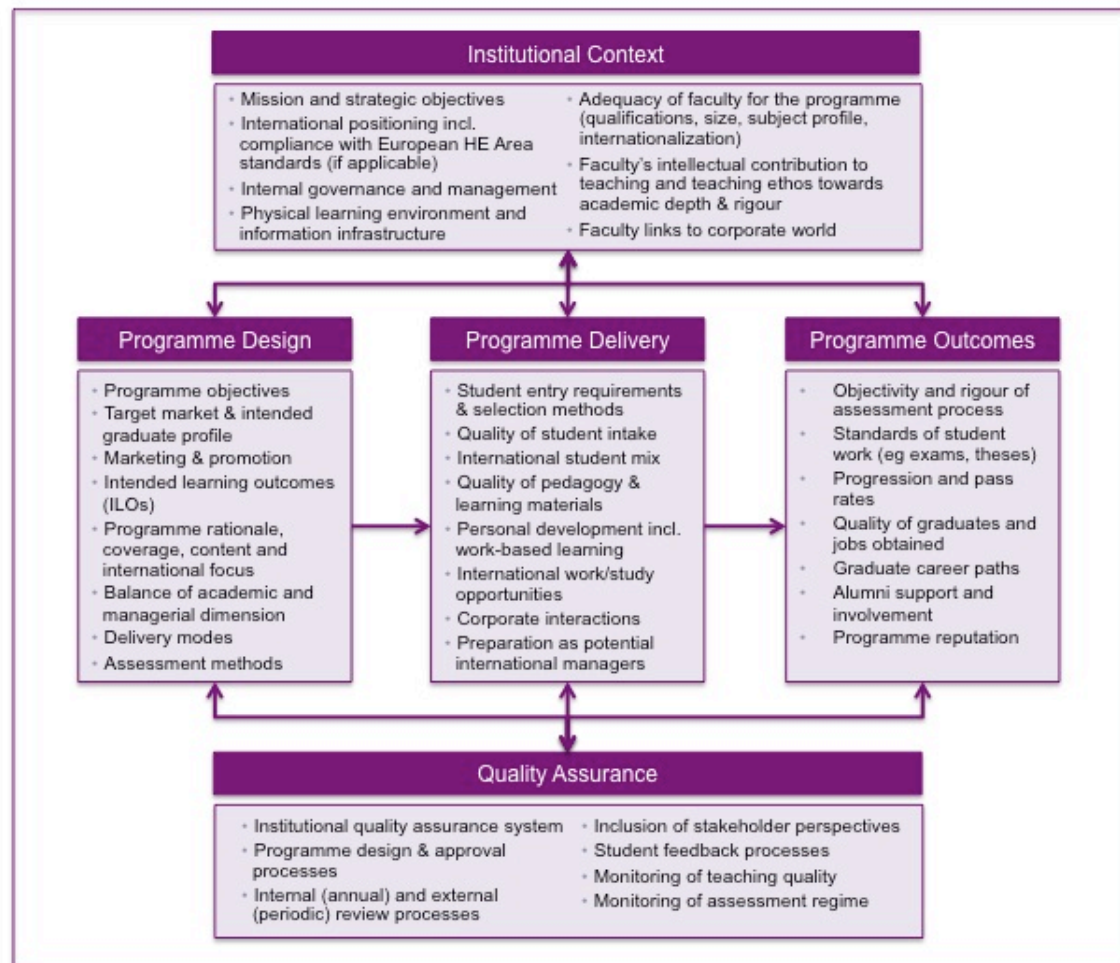 Institutional Context
• Mission and strategic objectives
• International positioning incl.
compliance with European HE Area
standards (if applicable)
• Internal governance and management
• Physical learning environment and
information infrastructure
• Adequacy of faculty for the programme
(qualifications, size, subject profile,
internationalization)
• Faculty's intellectual contribution to
teaching and teaching ethos towards
academic depth & rigour
• Faculty links to corporate world
Programme Design
• Programme objectives
• Target market & intended
graduate profile
• Marketing & promotion
• Intended learning outcomes
(ILOs)
• Programme rationale,
coverage, content and
international focus
• Balance of academic and
managerial dimension
• Delivery modes
• Assessment methods
Programme Delivery
• Student entry requirements
& selection methods
• Quality of student intake
• International student mix
• Quality of pedagogy &
learning materials
• Personal development incl.
work-based learning
• International work/study
opportunities
• Corporate interactions
• Preparation as potential
international managers
Programme Outcomes
• Objectivity and rigour of
assessment process
• Standards of student
work (eg exams, theses)
• Progression and pass
rates
• Quality of graduates and
jobs obtained
• Graduate career paths
• Alumni support and
involvement
• Programme reputation
Quality Assurance
• Institutional quality assurance system
• Programme design & approval
processes
• Internal (annual) and external
(periodic) review processes
• Inclusion of stakeholder perspectives
• Student feedback processes
• Monitoring of teaching quality
• Monitoring of assessment regime